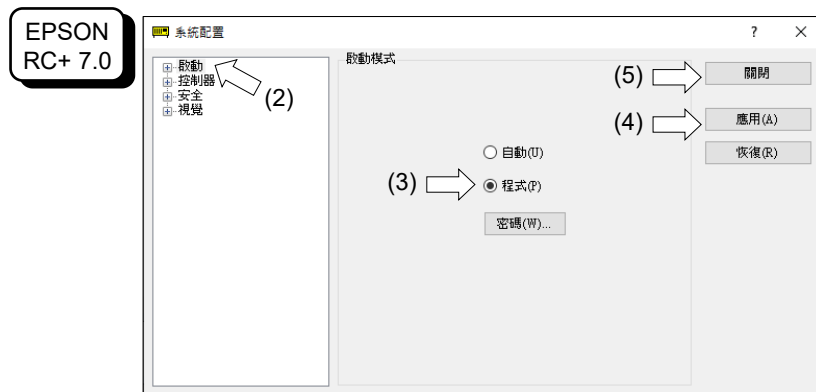 EPSON
RC+ 7.0
系統配置
?
×
啟動
控制器
安全
視覺
(2)
啟動模式
自動(U)
(3)
程式(P)
密碼(W)...
(5)
關閉
(4)
應用(A)
恢復(R)